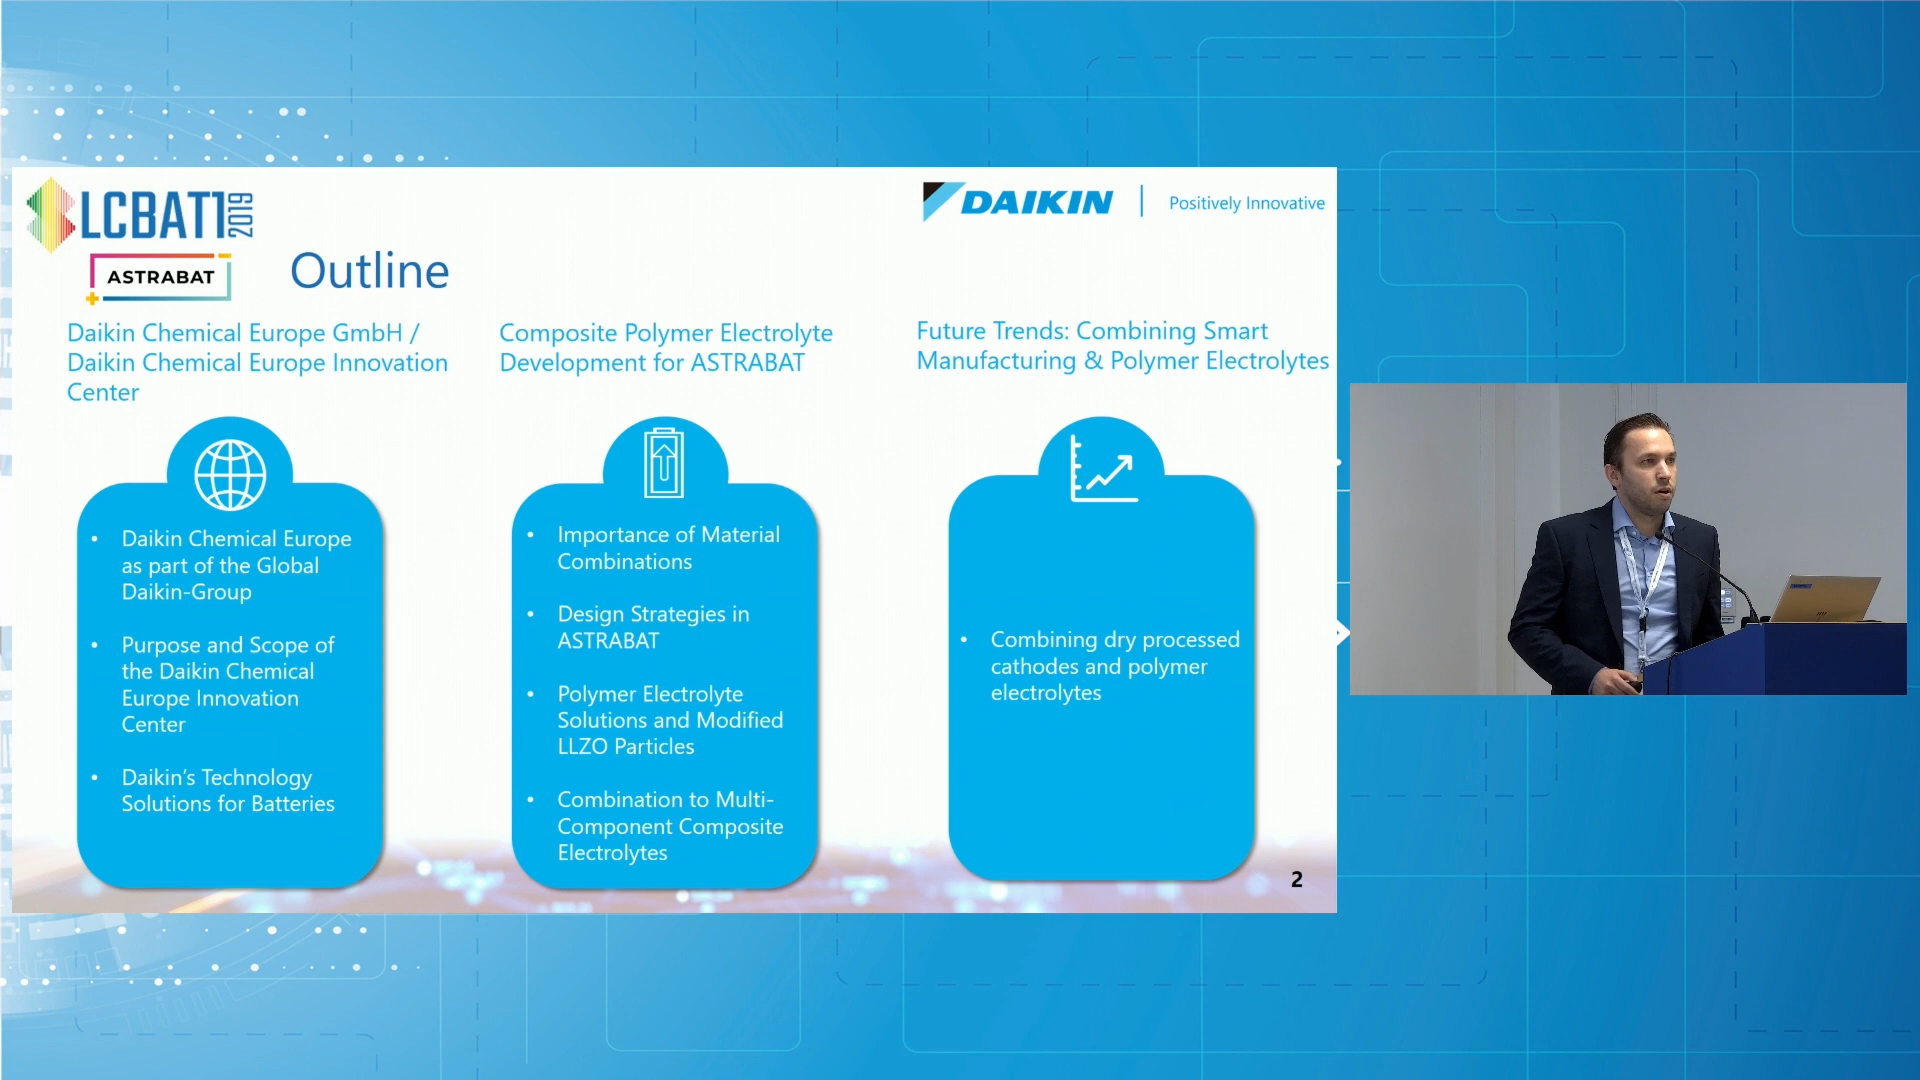 LCBAT1 2019
ASTRABAT
DAIKIN
Positively Innovative
Outline
Daikin Chemical Europe GmbH /
Daikin Chemical Europe Innovation
Center
• Daikin Chemical Europe
as part of the Global
Daikin-Group
• Purpose and Scope of
the Daikin Chemical
Europe Innovation
Center
• Daikin's Technology
Solutions for Batteries
Composite Polymer Electrolyte
Development for ASTRABAT
• Importance of Material
Combinations
• Design Strategies in
ASTRABAT
• Polymer Electrolyte
Solutions and Modified
LLZO Particles
• Combination to Multi-
Component Composite
Electrolytes
Future Trends: Combining Smart
Manufacturing & Polymer Electrolytes
• Combining dry processed
cathodes and polymer
electrolytes
2